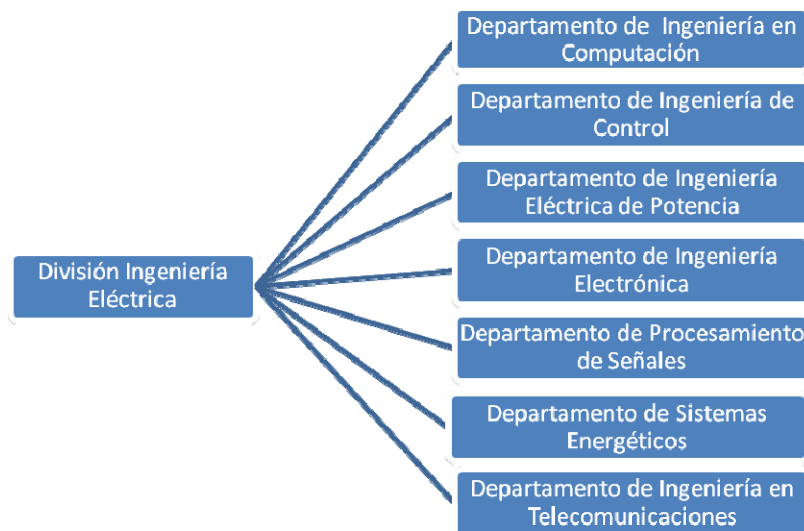 Departamento de Ingeniería en
Computación
Departamento de Ingeniería de
Control
Departamento de Ingeniería
Eléctrica de Potencia
División Ingeniería
Eléctrica
Departamento de Ingeniería
Electrónica
Departamento de Procesamiento
de Señales
Departamento de Sistemas
Energéticos
Departamento de Ingeniería en
Telecomunicaciones